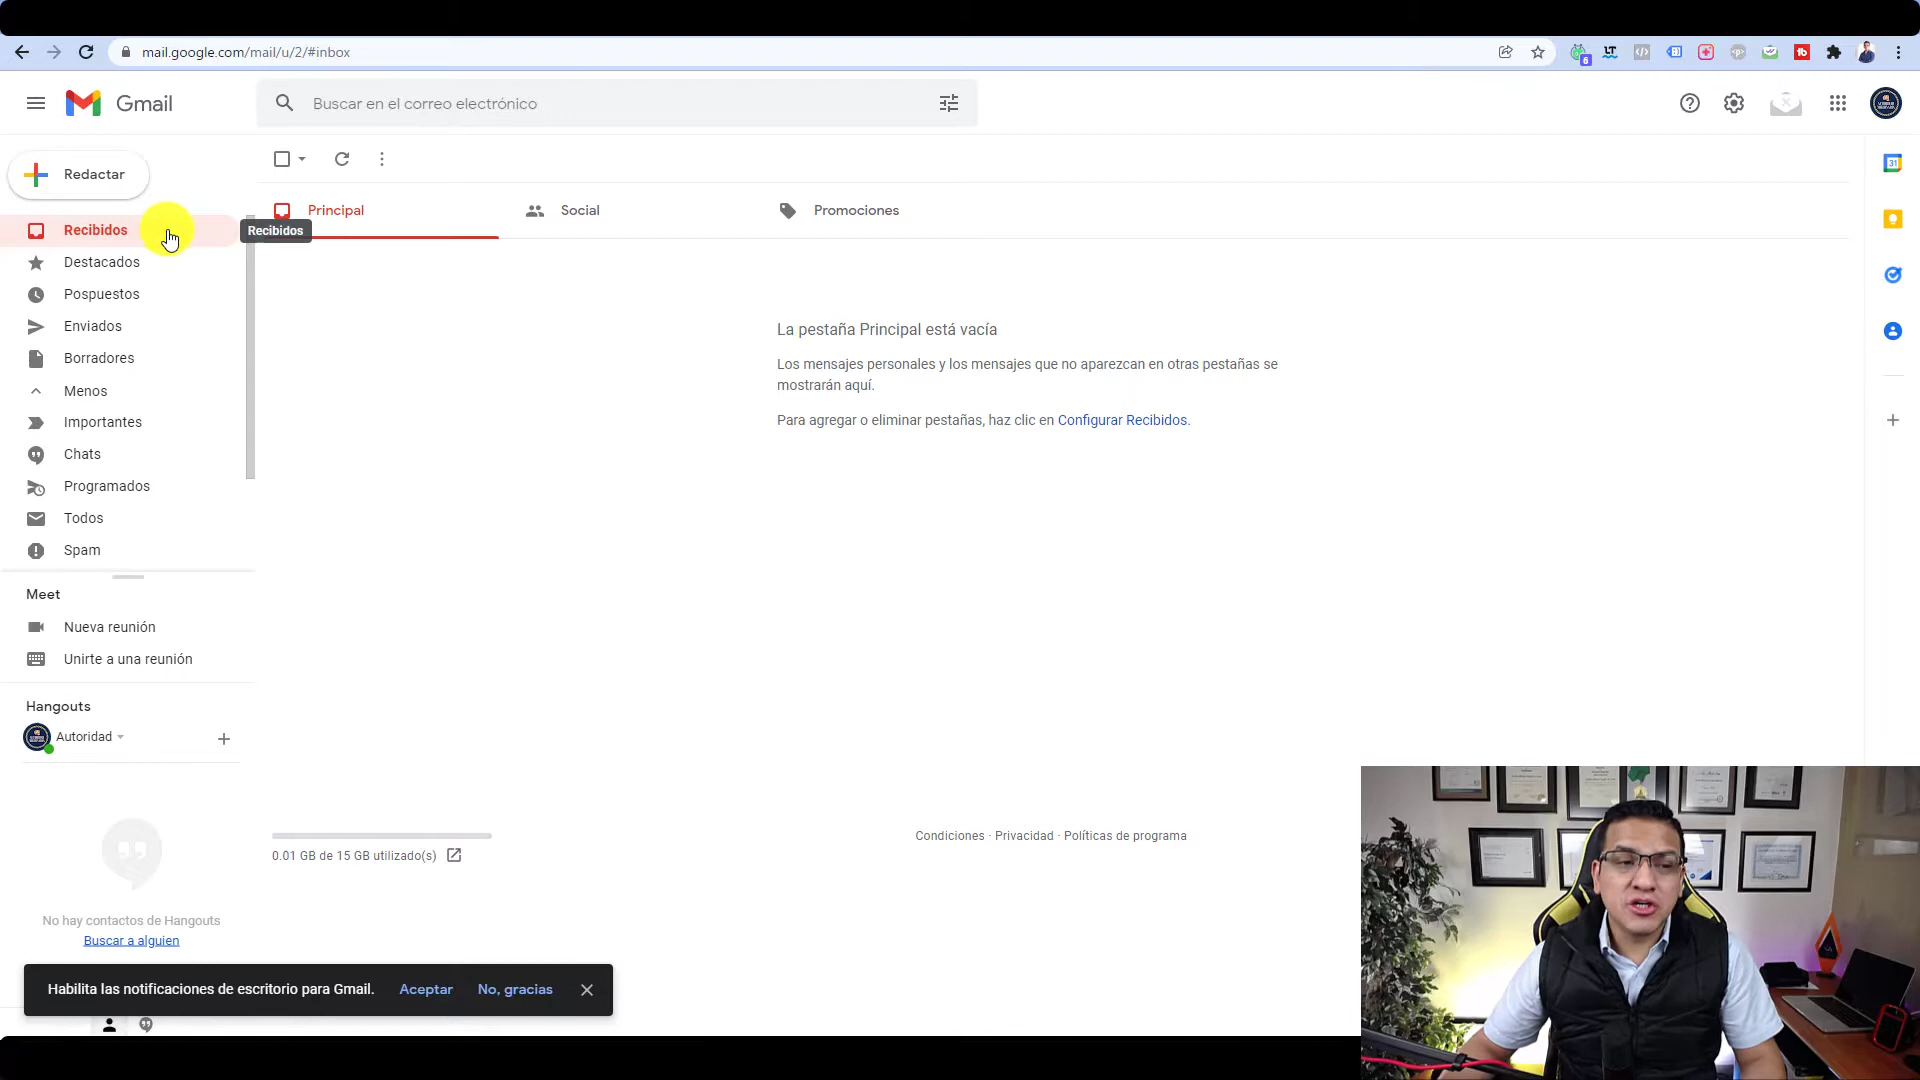 mail.google.com/mail/u/2/#inbox
6
Gmail
Buscar en el correo electrónico
Redactar
Principal
Social
Promociones
Recibidos
Recibidos
Destacados
Pospuestos
Enviados
Borradores
Menos
Importantes
Chats
Programados
Todos
Spam
La pestaña Principal está vacía
Los mensajes personales y los mensajes que no aparezcan en otras pestañas se
mostrarán aquí.
Para agregar o eliminar pestañas, haz clic en Configurar Recibidos.
31
Meet
Nueva reunión
Unirte a una reunión
Hangouts
Autoridad
No hay contactos de Hangouts
Buscar a alguien
0.01 GB de 15 GB utilizado(s)
Condiciones · Privacidad · Políticas de programa
Habilita las notificaciones de escritorio para Gmail.
Aceptar
No, gracias